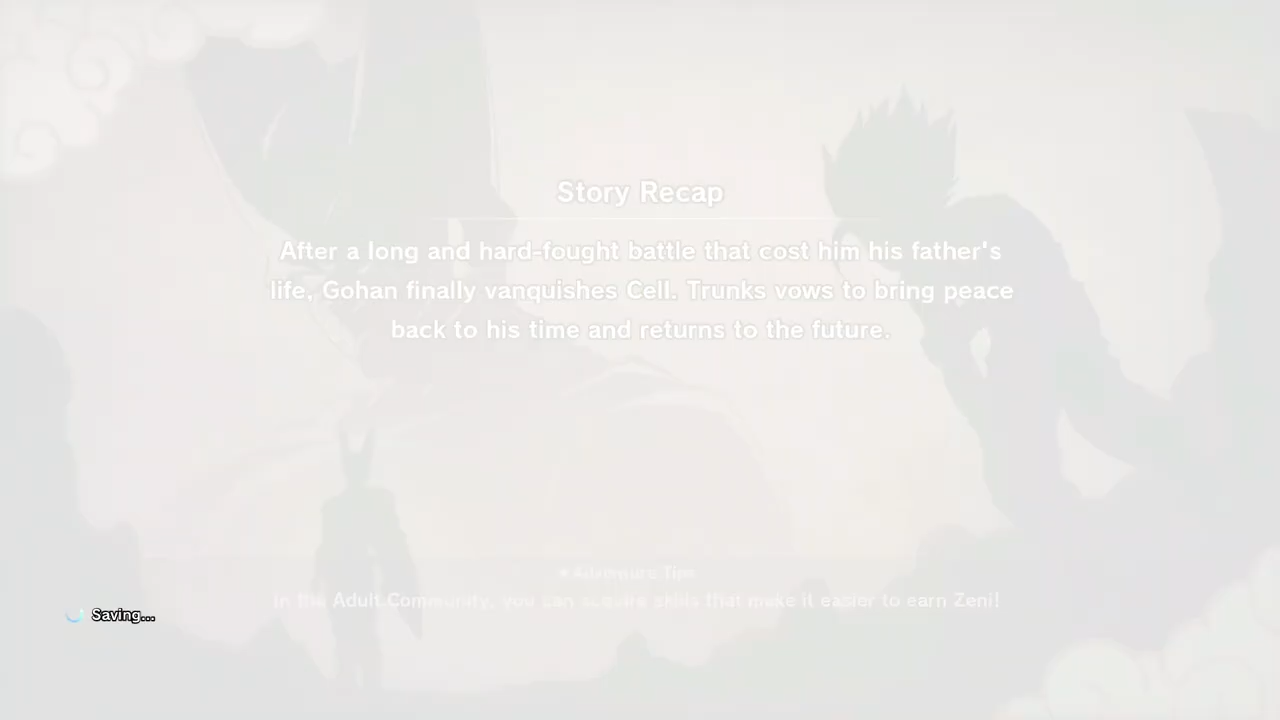 Story Recap
After a long and hard-fought battle that cost him his father's
life, Gohan finally vanquishes Cell. Trunks vows to bring peace
back to his time and returns to the future.
Adventure Tips
In the Adult Community, you can acquire skills that make it easier to earn Zeni!
Saving...